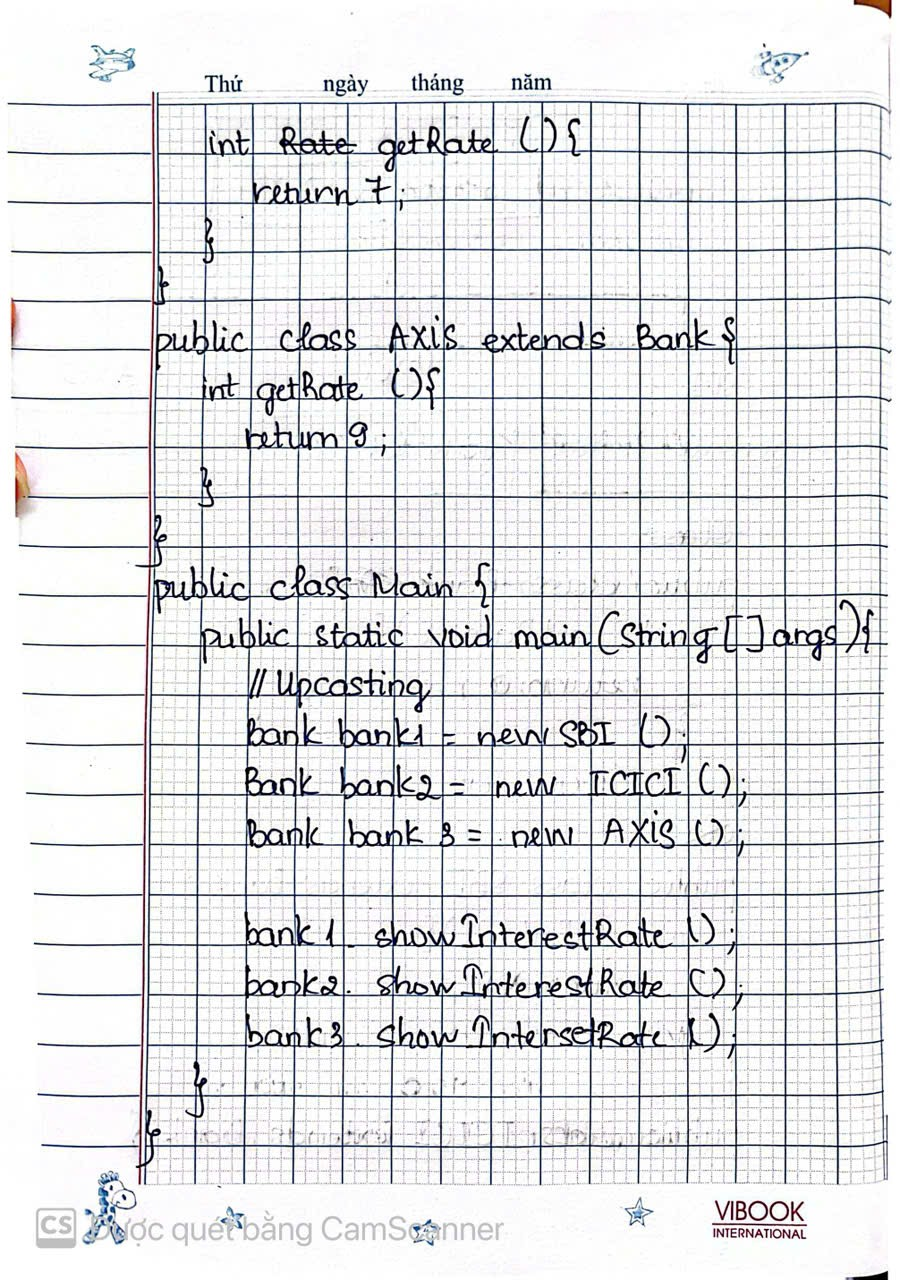 Thứ ngày tháng năm
int Rate getRate () {
return 7;
}
}
public class AXiS extends Bank {
int getRate () {
return 9;
}
}
public class Main {
public static void main (String [] args) {
// Upcasting
Bank bank1 = new SBI ();
Bank bank2 = new ICICI ();
Bank bank 3 = new AXiS ();
bank1. showInterestRate ();
bank2. showInterestRate ();
bank3. showIntersetRate ();
}
}
CS Được quét bằng CamScanner
VIBOOK
INTERNATIONAL